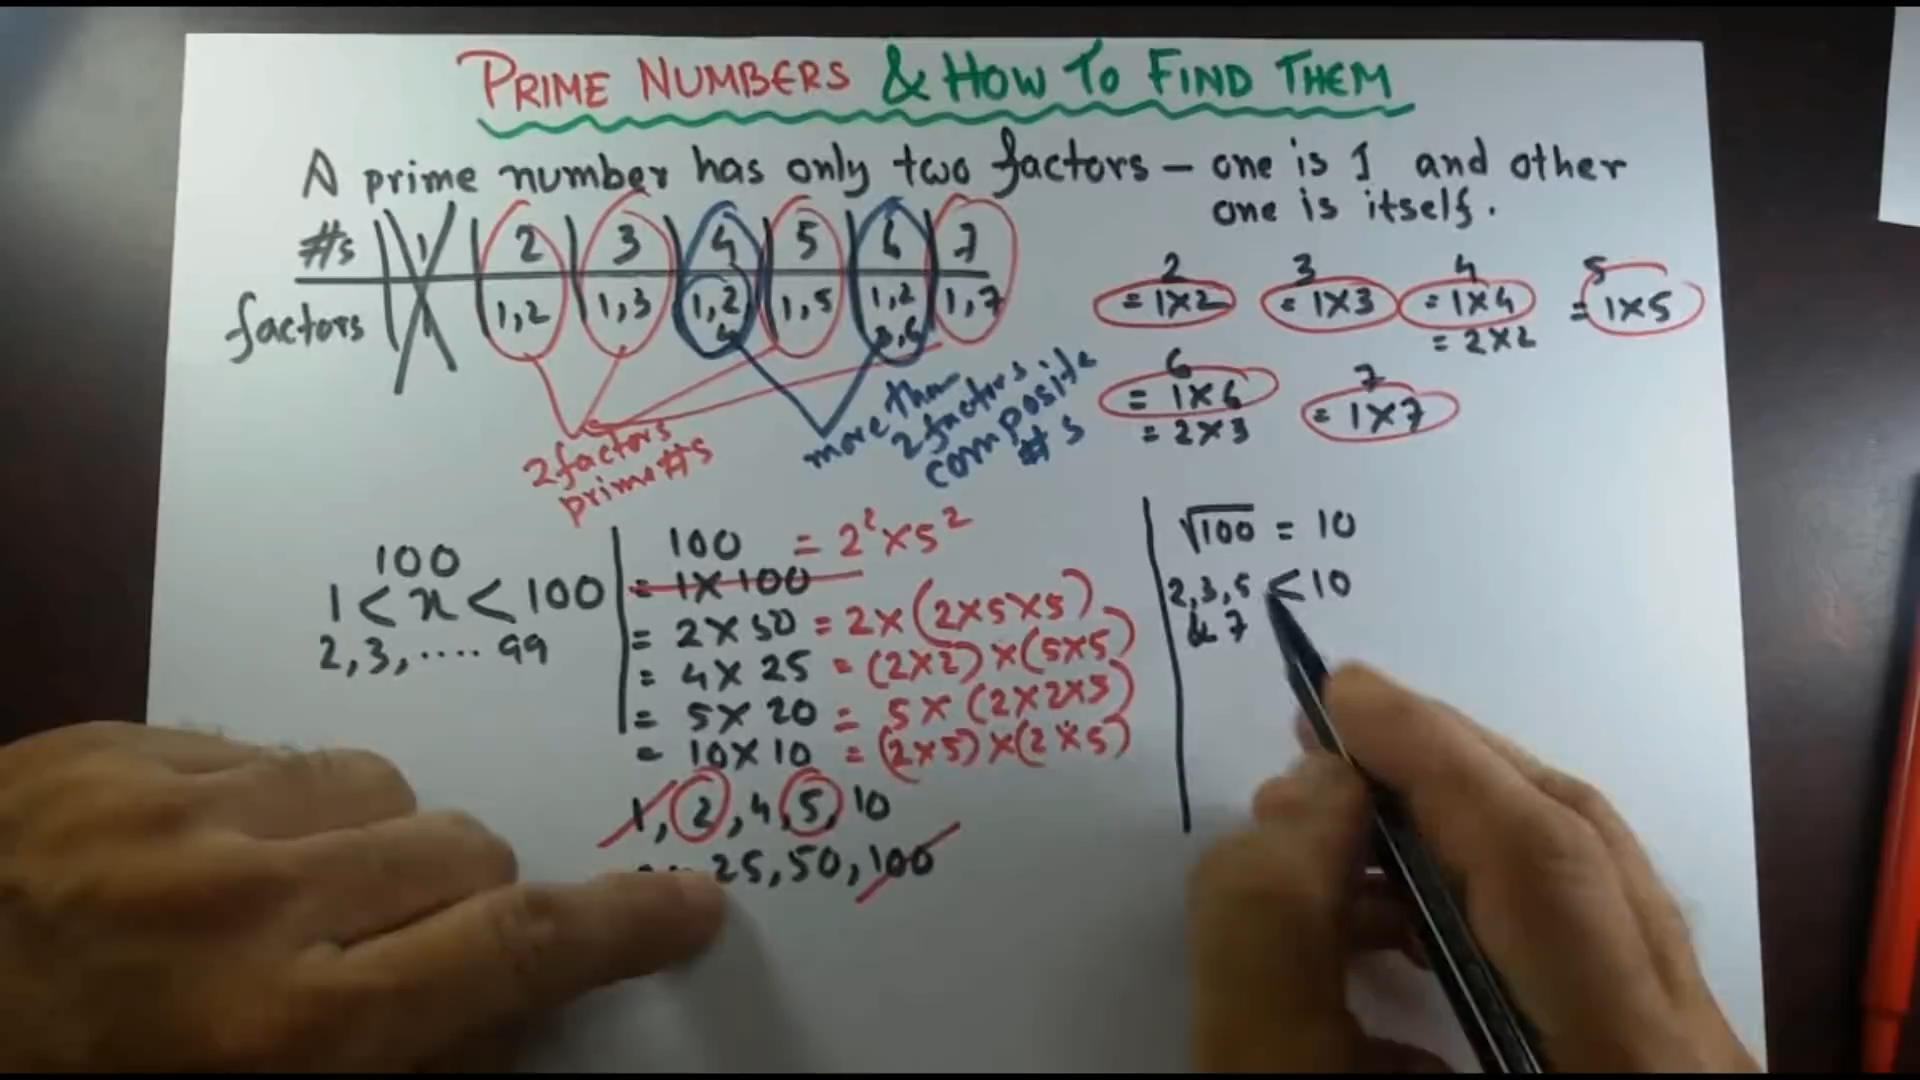 PRIME NUMBERS & HOW TO FIND THEM
A prime number has only two factors – one is 1 and other
one is itself.
#s 1 2 3 4 5 6 7
factors 1 1,2 1,3 1,2 1,5 1,2 1,7
4 3,6
2 factors
prime #s
more than
2 factors
composite
#s
2 3 4 5
= 1×2 = 1×3 = 1×4 = 1×5
= 2×2
6 7
= 1×6 = 1×7
= 2×3
100
1 < x < 100
2, 3, .... 99
100 = 2² × 5²
= 1 × 100
= 2 × 50 = 2 × (2×5×5)
= 4 × 25 = (2×2) × (5×5)
= 5 × 20 = 5 × (2×2×5)
= 10 × 10 = (2×5) × (2×5)
1, 2, 4, 5, 10
25, 50, 100
√100 = 10
2, 3, 5 < 10
& 7